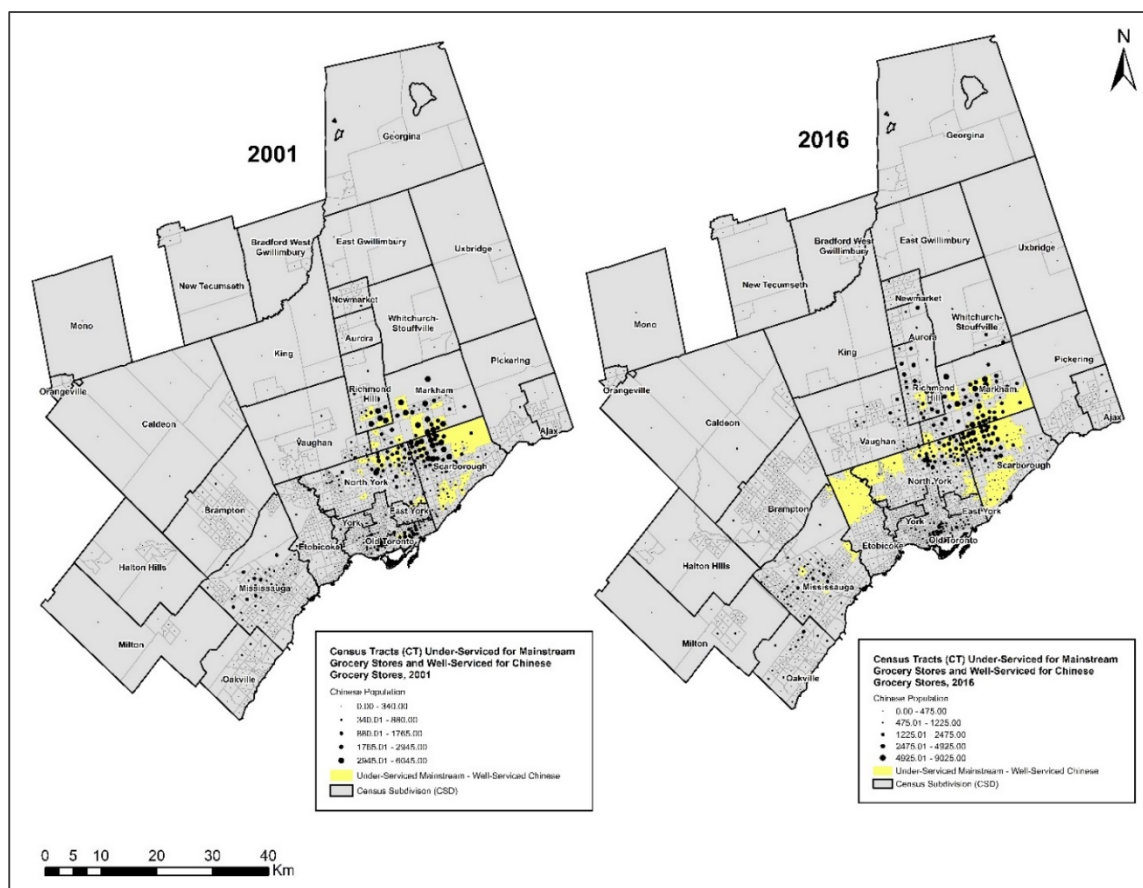 N
2001
2016
Georgina
Bradford West
Gwillimbury
East Gwillimbury
Uxbridge
New Tecumseth
Newmarket
Mono
Whitchurch-
Stouffville
Aurora
King
Pickering
Orangeville
Richmond
Hill
Markham
Ajax
Caledon
Vaughan
Scarborough
North York
Brampton
East York
York
Old Toronto
Etobicoke
Halton Hills
Mississauga
Milton
Oakville
Georgina
Bradford West
Gwillimbury
East Gwillimbury
Uxbridge
New Tecumseth
Newmarket
Mono
Whitchurch-
Stouffville
Aurora
King
Pickering
Orangeville
Richmond
Hill
Markham
Ajax
Caledon
Vaughan
Scarborough
North York
Brampton
East York
York
Old Toronto
Etobicoke
Halton Hills
Mississauga
Milton
Oakville
Census Tracts (CT) Under-Serviced for Mainstream
Grocery Stores and Well-Serviced for Chinese
Grocery Stores, 2001
Chinese Population
0.00 - 340.00
340.01 - 880.00
880.01 - 1765.00
1765.01 - 2945.00
2945.01 - 6045.00
Under-Serviced Mainstream - Well-Serviced Chinese
Census Subdivison (CSD)
Census Tracts (CT) Under-Serviced for Mainstream
Grocery Stores and Well-Serviced for Chinese
Grocery Stores, 2016
Chinese Population
0.00 - 475.00
475.01 - 1225.00
1225.01 - 2475.00
2475.01 - 4925.00
4925.01 - 9025.00
Under-Serviced Mainstream - Well-Serviced Chinese
Census Subdivison (CSD)
0 5 10 20 30 40
Km